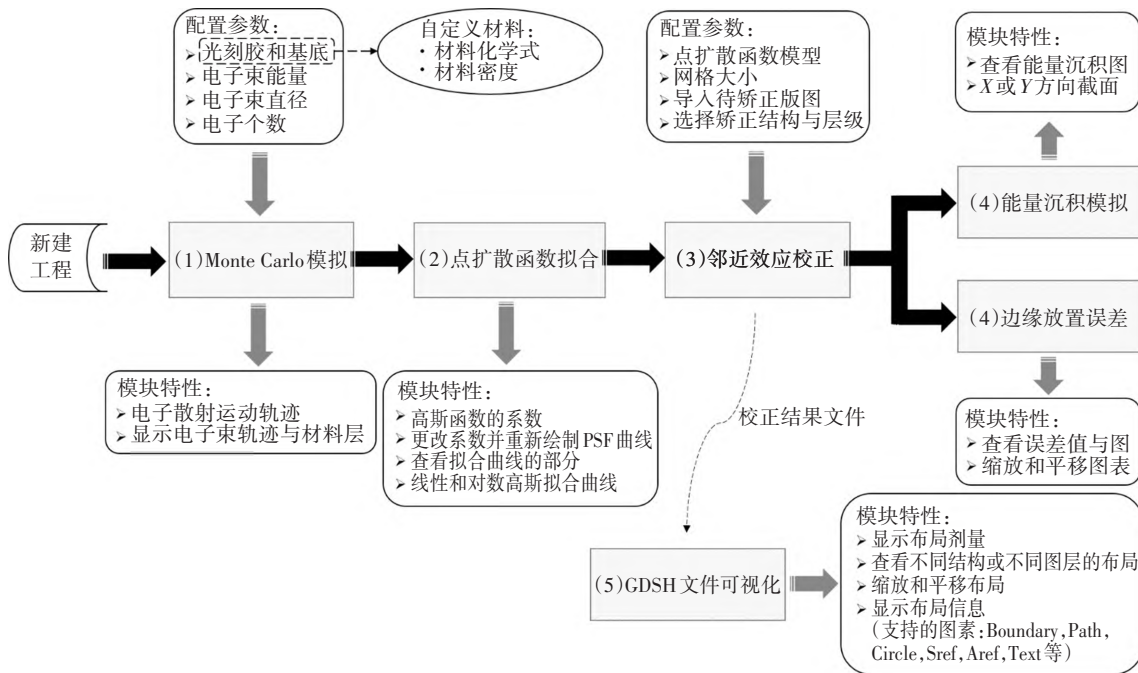 配置参数:
➢光刻胶和基底
➢电子束能量
➢电子束直径
➢电子个数
自定义材料:
·材料化学式
·材料密度
配置参数:
➢点扩散函数模型
➢网格大小
➢导入待矫正版图
➢选择矫正结构与层级
模块特性:
➢查看能量沉积图
➢X或Y方向截面
新建
工程
(1)Monte Carlo模拟
(2)点扩散函数拟合
(3)邻近效应校正
(4)能量沉积模拟
(4)边缘放置误差
模块特性:
➢电子散射运动轨迹
➢显示电子束轨迹与材料层
模块特性:
➢高斯函数的系数
➢更改系数并重新绘制PSF曲线
➢查看拟合曲线的部分
➢线性和对数高斯拟合曲线
校正结果文件
模块特性:
➢查看误差值与图
➢缩放和平移图表
(5)GDSH文件可视化
模块特性:
➢显示布局剂量
➢查看不同结构或不同图层的布局
➢缩放和平移布局
➢显示布局信息
(支持的图素:Boundary,Path,
Circle,Sref,Aref,Text等)